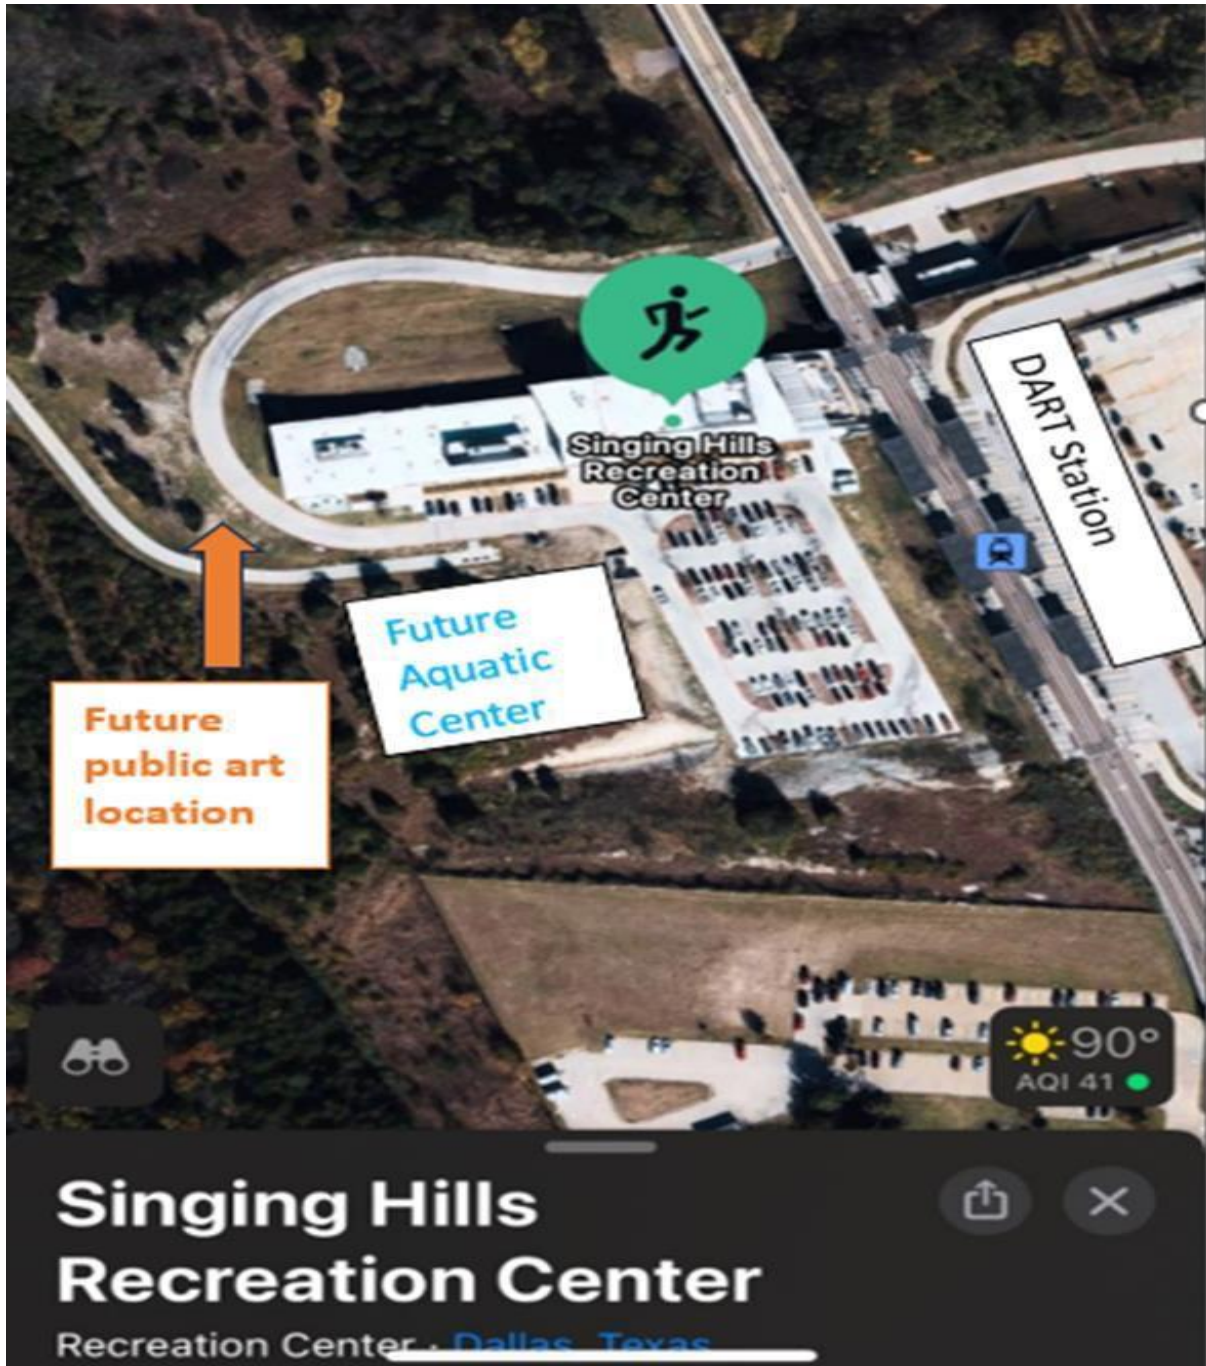 Singing Hills
Recreation
Center
DART Station
Future
Aquatic
Center
Future
public art
location
90°
AQI 41
Singing Hills
Recreation Center
Recreation Center · Dallas, Texas